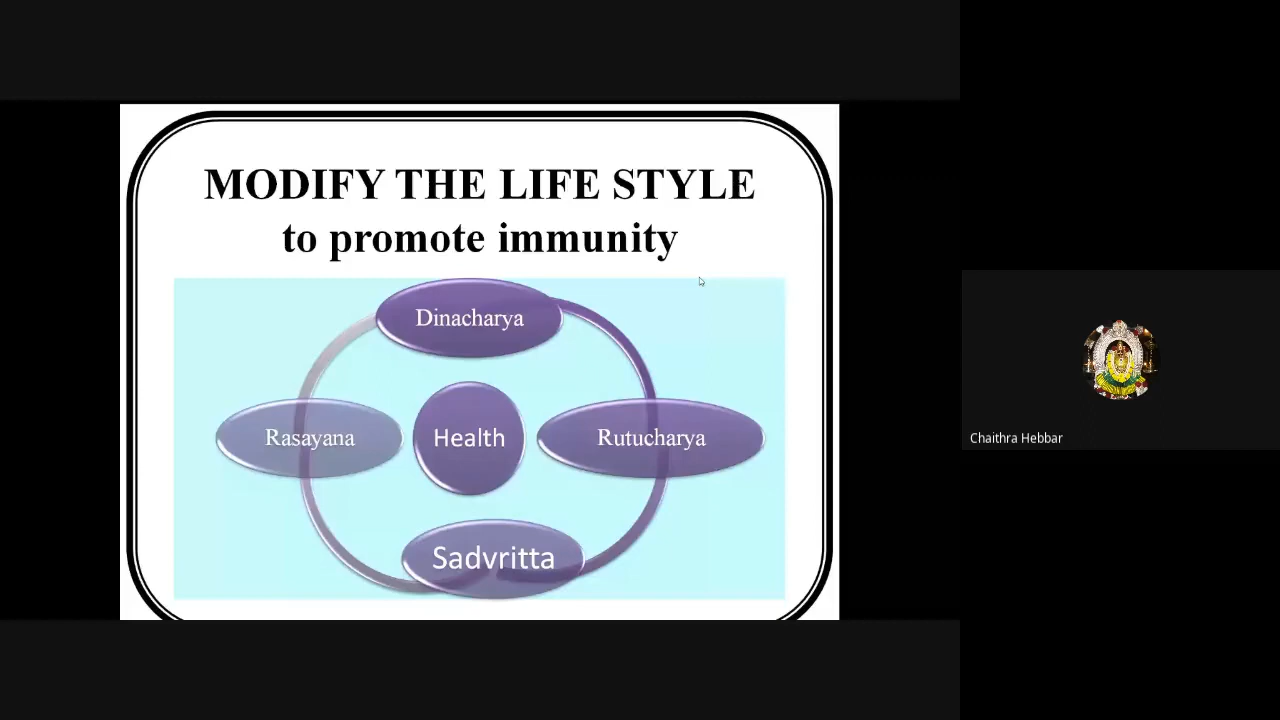 MODIFY THE LIFE STYLE
to promote immunity
Dinacharya
Rasayana
Health
Rutucharya
Sadvritta
Chaithra Hebbar